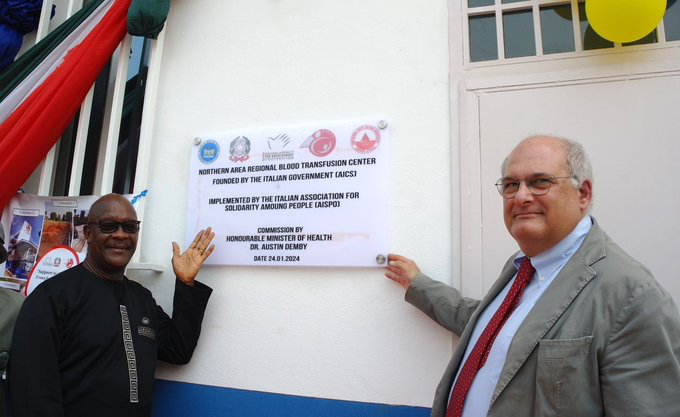 NORTHERN AREA REGIONAL BLOOD TRANSFUSION CENTER
FOUNDED BY THE ITALIAN GOVERNMENT (AICS)
IMPLEMENTED BY THE ITALIAN ASSOCIATION FOR
SOLIDARITY AMOUNG PEOPLE (AISPO)
COMMISSION BY
HONOURABLE MINISTER OF HEALTH
DR. AUSTIN DEMBY
DATE 24.01.2024